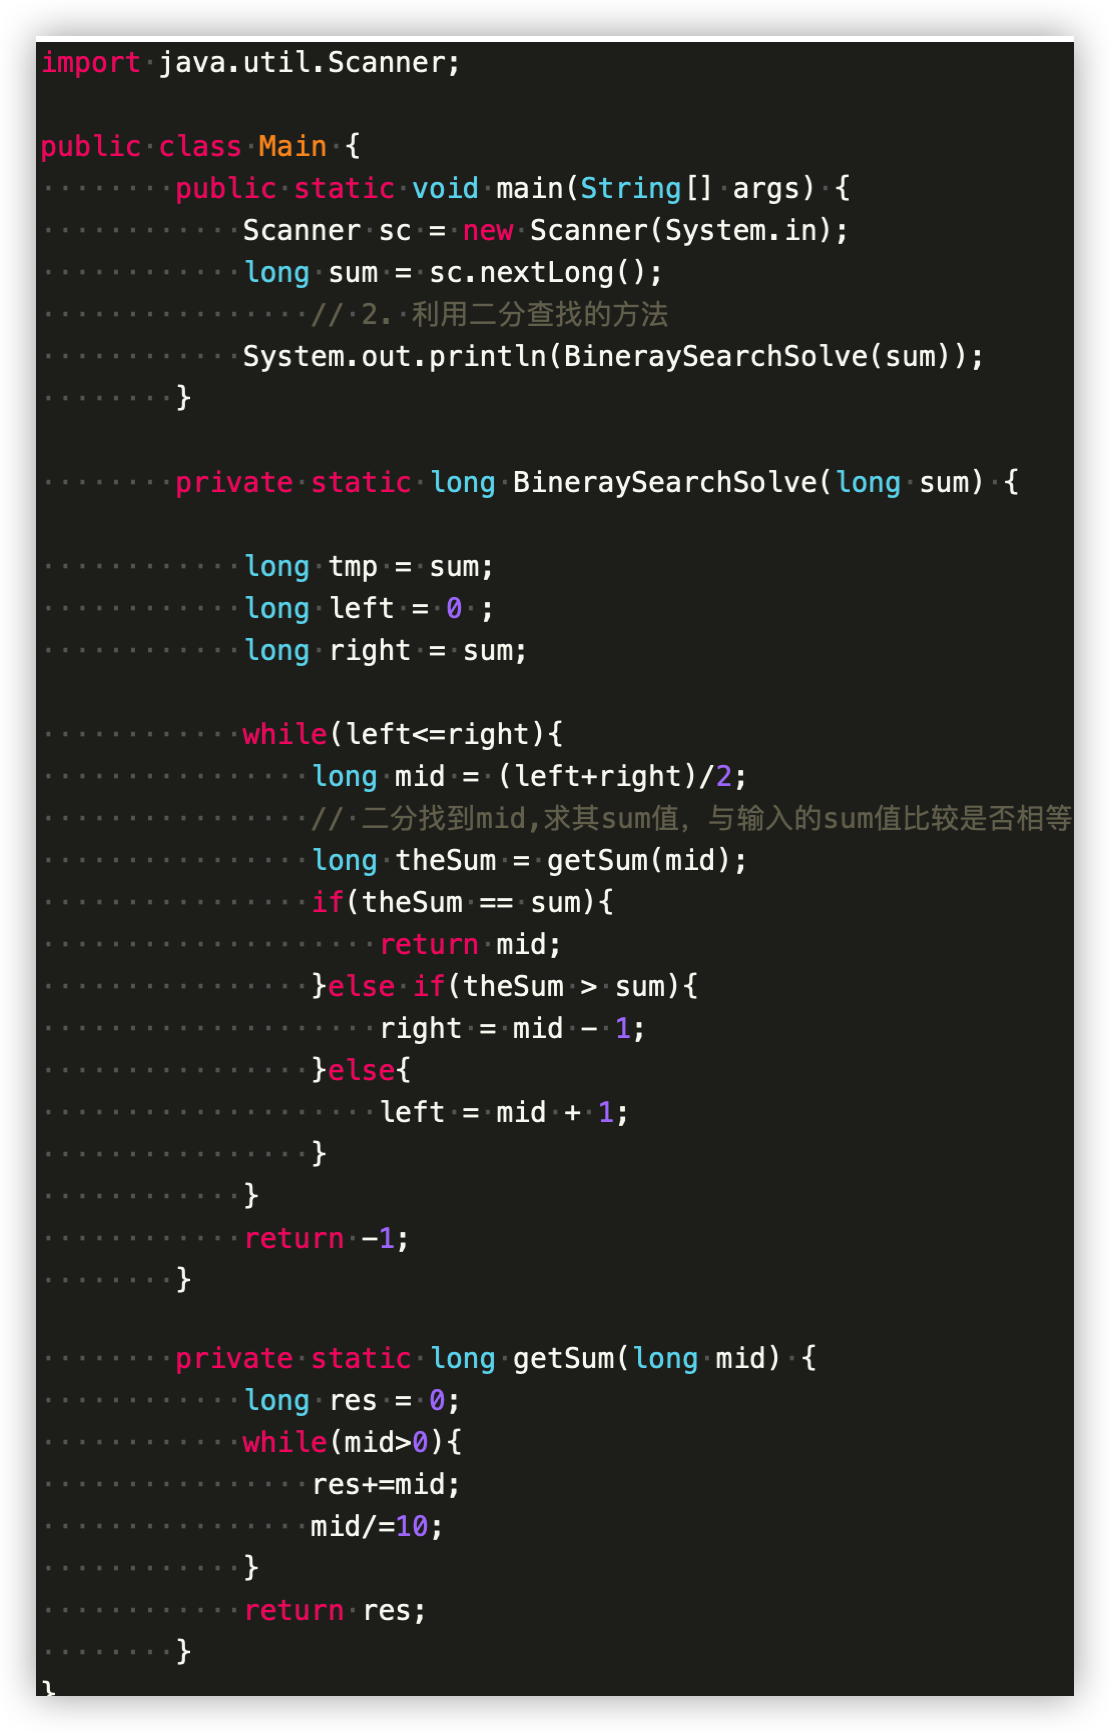 import java.util.Scanner;
public class Main {
public static void main(String[] args) {
Scanner sc = new Scanner(System.in);
long sum = sc.nextLong();
// 2. 利用二分查找的方法
System.out.println(BineraySearchSolve(sum));
}
private static long BineraySearchSolve(long sum) {
long tmp = sum;
long left = 0 ;
long right = sum;
while(left<=right){
long mid = (left+right)/2;
// 二分找到mid,求其sum值，与输入的sum值比较是否相等
long theSum = getSum(mid);
if(theSum == sum){
return mid;
}else if(theSum > sum){
right = mid - 1;
}else{
left = mid + 1;
}
}
return -1;
}
private static long getSum(long mid) {
long res = 0;
while(mid>0){
res+=mid;
mid/=10;
}
return res;
}
}